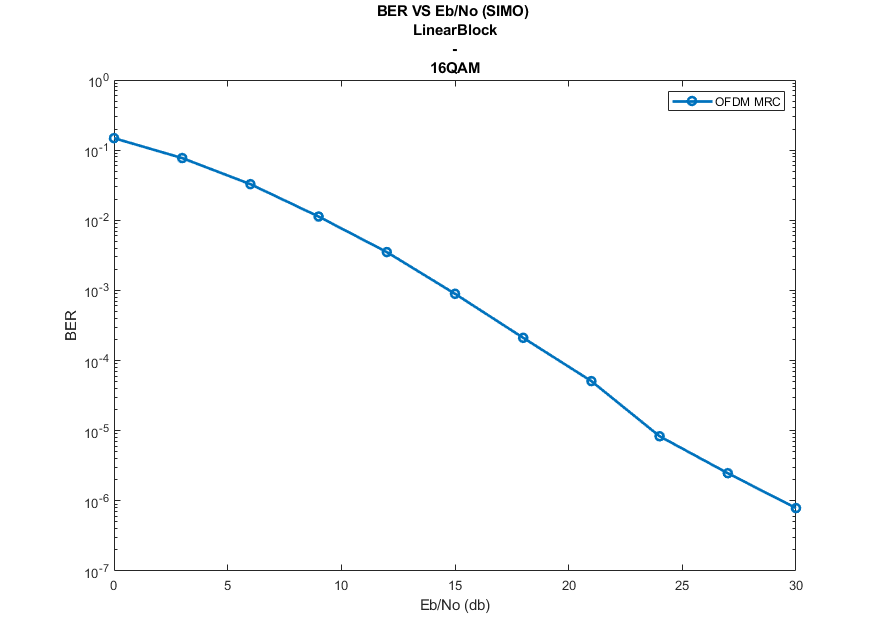 BER VS Eb/No (SIMO)
LinearBlock
-
16QAM
OFDM MRC
10^0
10^-1
10^-2
10^-3
10^-4
10^-5
10^-6
10^-7
BER
0 5 10 15 20 25 30
Eb/No (db)